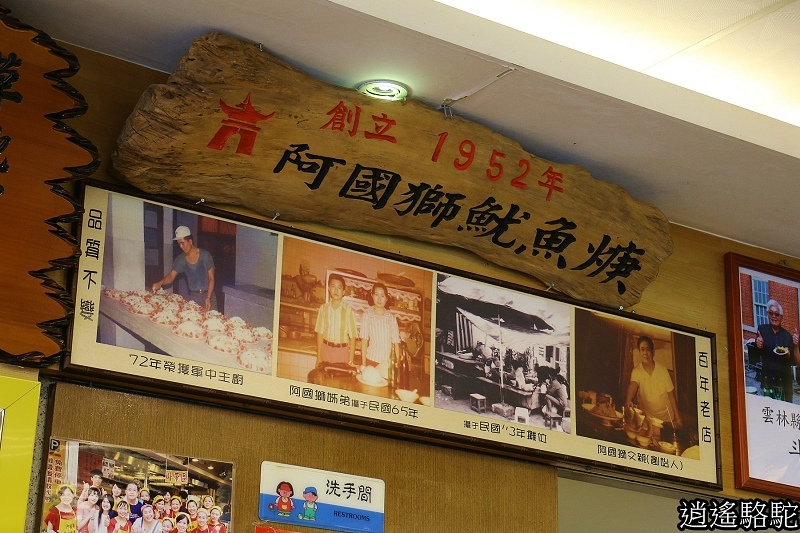 創立 1952年
阿國獅魷魚焿
品質不變
'72年榮獲軍中主廚
阿國獅姊弟攝于民國65年
攝于民國"3年攤位
阿國獅父親(創始人)
百年老店
雲林縣
斗
洗手間
RESTROOMS
逍遙駱駝